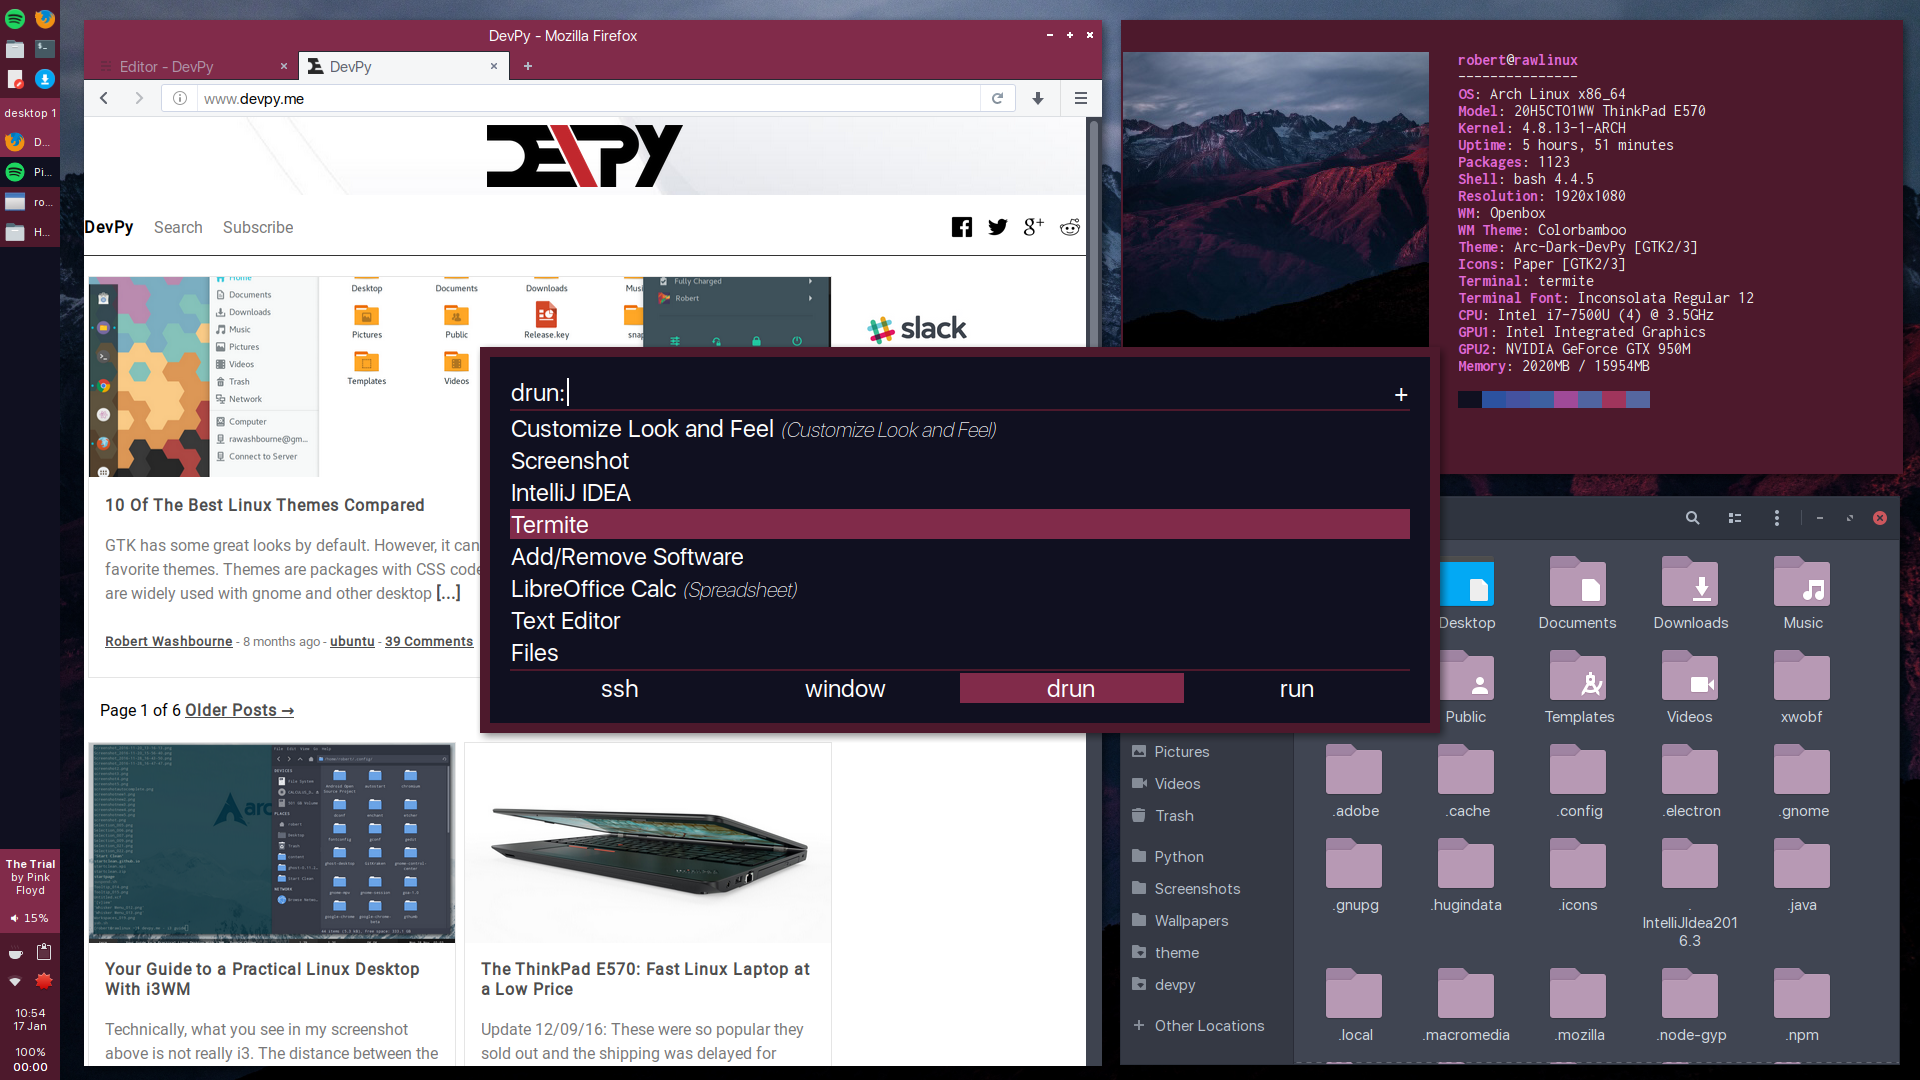 desktop 1
D...
Pi...
ro...
H...
The Trial
by Pink
Floyd
15%
10:54
17 Jan
100%
00:00
DevPy - Mozilla Firefox
Editor - DevPy
DevPy
www.devpy.me
DEVPY
DevPy Search Subscribe
Home
Documents
Downloads
Music
Pictures
Videos
Trash
Network
Computer
rawashbourne@gm...
Connect to Server
Desktop
Documents
Downloads
Pictures
Public
Release.key
Templates
Videos
Fully Charged
Robert
slack
10 Of The Best Linux Themes Compared
GTK has some great looks by default. However, it can
favorite themes. Themes are packages with CSS code
are widely used with gnome and other desktop [...]
Robert Washbourne - 8 months ago - ubuntu - 39 Comments
Page 1 of 6 Older Posts →
Your Guide to a Practical Linux Desktop
With i3WM
Technically, what you see in my screenshot
above is not really i3. The distance between the
The ThinkPad E570: Fast Linux Laptop at
a Low Price
Update 12/09/16: These were so popular they
sold out and the shipping was delayed for
drun:
+
Customize Look and Feel (Customize Look and Feel)
Screenshot
IntelliJ IDEA
Termite
Add/Remove Software
LibreOffice Calc (Spreadsheet)
Text Editor
Files
ssh window drun run
robert@rawlinux
---------------
OS: Arch Linux x86_64
Model: 20H5CTO1WW ThinkPad E570
Kernel: 4.8.13-1-ARCH
Uptime: 5 hours, 51 minutes
Packages: 1123
Shell: bash 4.4.5
Resolution: 1920x1080
WM: Openbox
WM Theme: Colorbamboo
Theme: Arc-Dark-DevPy [GTK2/3]
Icons: Paper [GTK2/3]
Terminal: termite
Terminal Font: Inconsolata Regular 12
CPU: Intel i7-7500U (4) @ 3.5GHz
GPU1: Intel Integrated Graphics
GPU2: NVIDIA GeForce GTX 950M
Memory: 2020MB / 15954MB
Pictures
Videos
Trash
Python
Screenshots
Wallpapers
theme
devpy
Other Locations
Desktop Documents Downloads Music
Public Templates Videos xwobf
.adobe .cache .config .electron .gnome
.gnupg .hugindata .icons .IntelliJIdea2016.3 .java
.local .macromedia .mozilla .node-gyp .npm